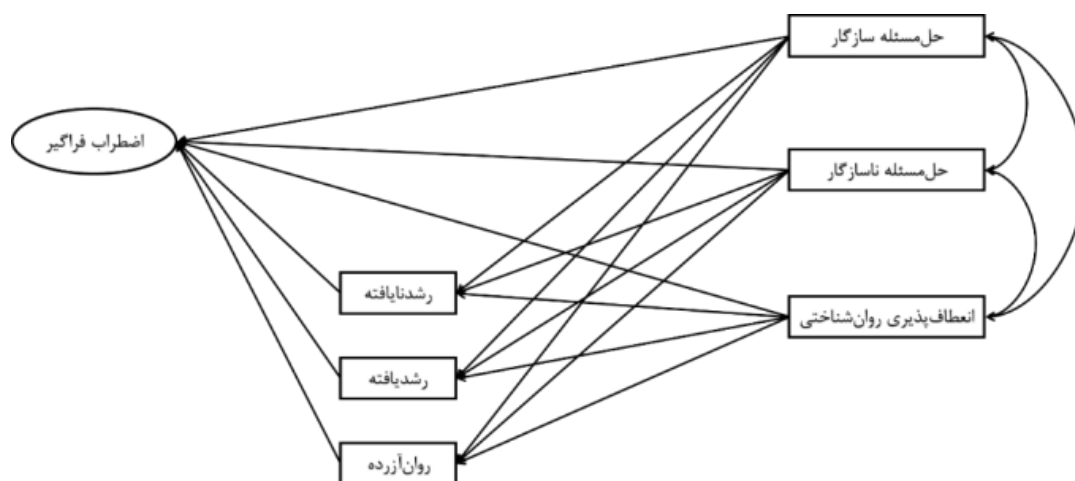 حل‌مسئله سازگار
اضطراب فراگیر
حل‌مسئله ناسازگار
رشدنایافته
انعطاف‌پذیری روان‌شناختی
رشدیافته
روان‌آزرده